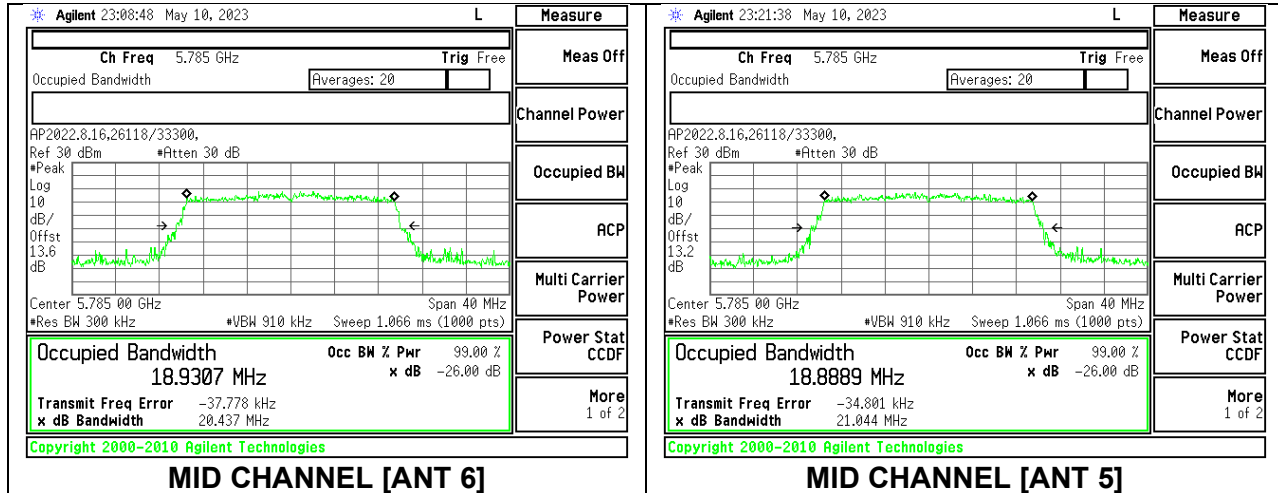 Agilent 23:08:48 May 10, 2023 L Measure
Ch Freq 5.785 GHz Trig Free
Meas Off
Occupied Bandwidth Averages: 20
Channel Power
AP2022.8.16,26118/33300,
Ref 30 dBm #Atten 30 dB
Occupied BW
#Peak
Log
10
dB/
Offst
13.6
dB
ACP
Multi Carrier
Power
Center 5.785 00 GHz Span 40 MHz
#Res BW 300 kHz #VBW 910 kHz Sweep 1.066 ms (1000 pts)
Power Stat
CCDF
Occupied Bandwidth Occ BW % Pwr 99.00 %
18.9307 MHz x dB -26.00 dB
Transmit Freq Error -37.778 kHz
x dB Bandwidth 20.437 MHz
More
1 of 2
Copyright 2000-2010 Agilent Technologies
MID CHANNEL [ANT 6]
Agilent 23:21:38 May 10, 2023 L Measure
Ch Freq 5.785 GHz Trig Free
Meas Off
Occupied Bandwidth Averages: 20
Channel Power
AP2022.8.16,26118/33300,
Ref 30 dBm #Atten 30 dB
Occupied BW
#Peak
Log
10
dB/
Offst
13.2
dB
ACP
Multi Carrier
Power
Center 5.785 00 GHz Span 40 MHz
#Res BW 300 kHz #VBW 910 kHz Sweep 1.066 ms (1000 pts)
Power Stat
CCDF
Occupied Bandwidth Occ BW % Pwr 99.00 %
18.8889 MHz x dB -26.00 dB
Transmit Freq Error -34.801 kHz
x dB Bandwidth 21.044 MHz
More
1 of 2
Copyright 2000-2010 Agilent Technologies
MID CHANNEL [ANT 5]